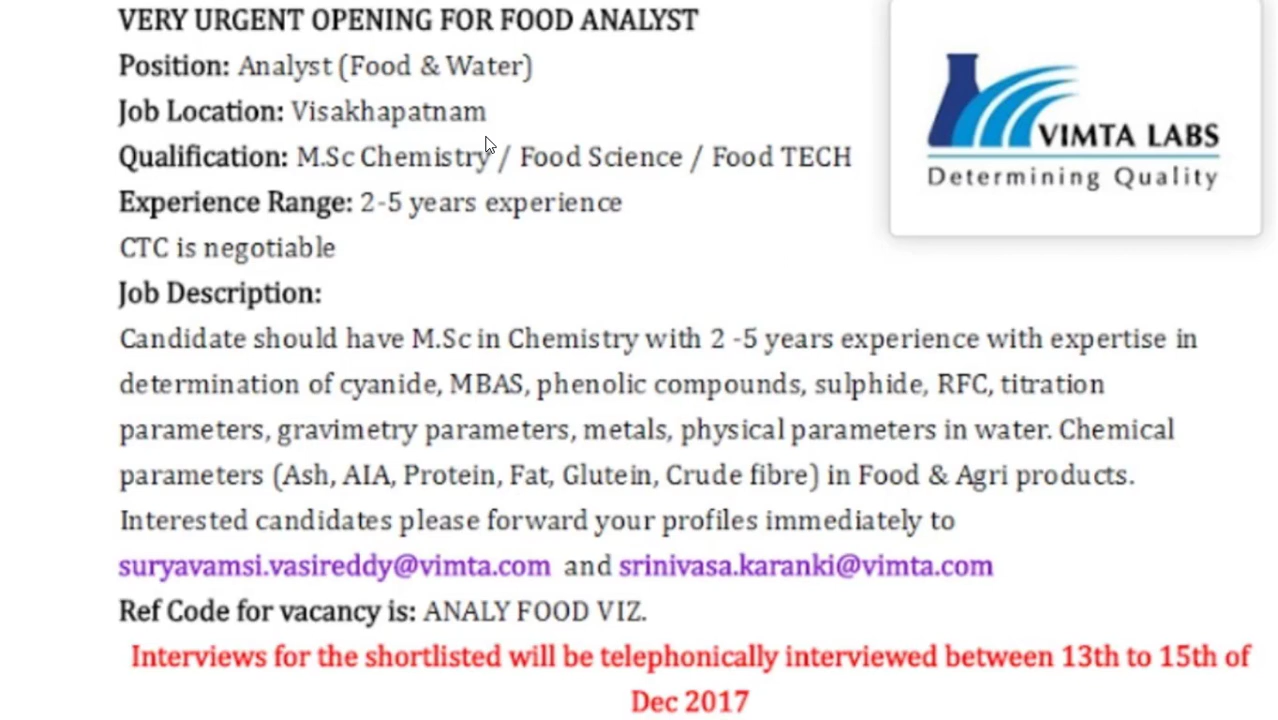 VERY URGENT OPENING FOR FOOD ANALYST
Position: Analyst (Food & Water)
Job Location: Visakhapatnam
Qualification: M.Sc Chemistry / Food Science / Food TECH
Experience Range: 2-5 years experience
CTC is negotiable
Job Description:
Candidate should have M.Sc in Chemistry with 2 -5 years experience with expertise in
determination of cyanide, MBAS, phenolic compounds, sulphide, RFC, titration
parameters, gravimetry parameters, metals, physical parameters in water. Chemical
parameters (Ash, AIA, Protein, Fat, Glutein, Crude fibre) in Food & Agri products.
Interested candidates please forward your profiles immediately to
suryavamsi.vasireddy@vimta.com and srinivasa.karanki@vimta.com
Ref Code for vacancy is: ANALY FOOD VIZ.
Interviews for the shortlisted will be telephonically interviewed between 13th to 15th of
Dec 2017
VIMTA LABS
Determining Quality